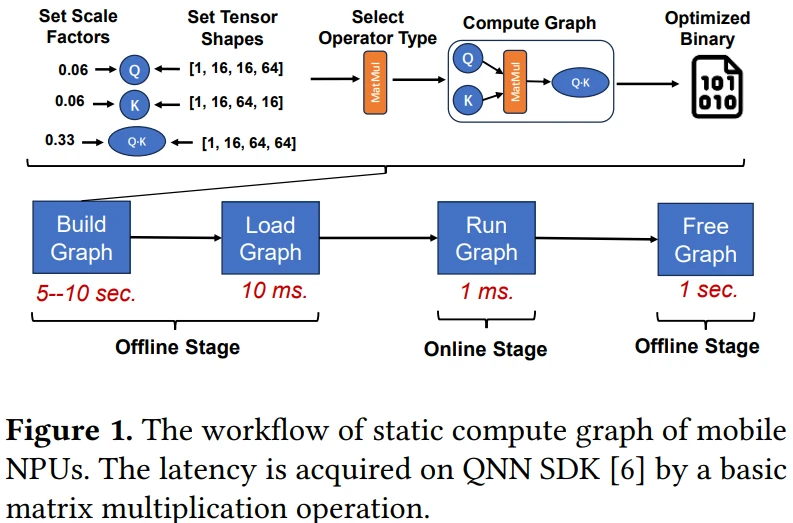 Set Scale Factors
Set Tensor Shapes
Select Operator Type
Compute Graph
Optimized Binary
0.06
Q
[1, 16, 16, 64]
0.06
K
[1, 16, 64, 16]
0.33
Q·K
[1, 16, 64, 64]
MatMul
Q
K
MatMul
Q·K
101
010
Build Graph
Load Graph
Run Graph
Free Graph
5--10 sec.
10 ms.
1 ms.
1 sec.
Offline Stage
Online Stage
Offline Stage
Figure 1. The workflow of static compute graph of mobile
NPUs. The latency is acquired on QNN SDK [6] by a basic
matrix multiplication operation.